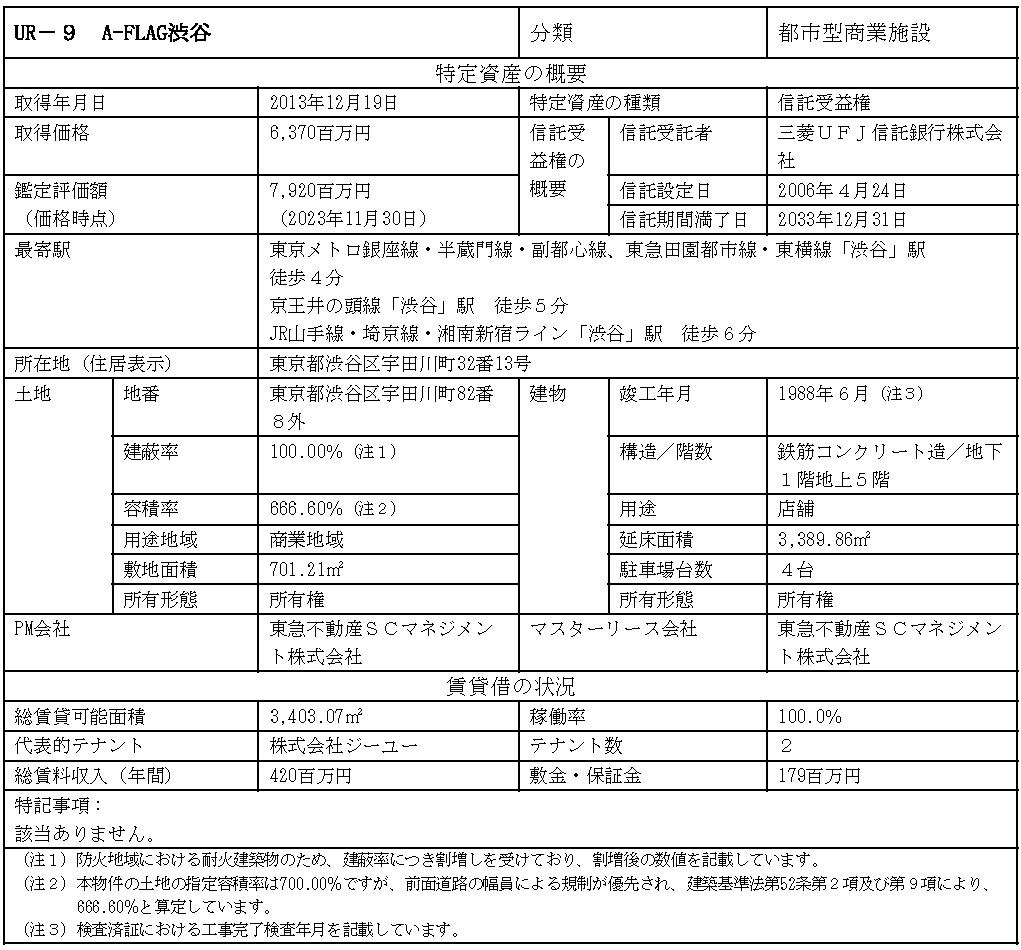 UR－９　A-FLAG渋谷　分類　都市型商業施設
特定資産の概要
取得年月日　2013年12月19日　特定資産の種類　信託受益権
取得価格　6,370百万円　信託受益権の概要　信託受託者　三菱ＵＦＪ信託銀行株式会社
鑑定評価額　7,920百万円　信託設定日　2006年４月24日
（価格時点）　（2023年11月30日）　信託期間満了日　2033年12月31日
最寄駅　東京メトロ銀座線・半蔵門線・副都心線、東急田園都市線・東横線「渋谷」駅
徒歩４分
京王井の頭線「渋谷」駅　徒歩５分
JR山手線・埼京線・湘南新宿ライン「渋谷」駅　徒歩６分
所在地（住居表示）　東京都渋谷区宇田川町32番13号
土地　地番　東京都渋谷区宇田川町82番８外　建物　竣工年月　1988年６月（注３）
建蔽率　100.00%（注１）　構造／階数　鉄筋コンクリート造／地下１階地上５階
容積率　666.60%（注２）　用途　店舗
用途地域　商業地域　延床面積　3,389.86㎡
敷地面積　701.21㎡　駐車場台数　４台
所有形態　所有権　所有形態　所有権
PM会社　東急不動産ＳＣマネジメント株式会社　マスターリース会社　東急不動産ＳＣマネジメント株式会社
賃貸借の状況
総賃貸可能面積　3,403.07㎡　稼働率　100.0%
代表的テナント　株式会社ジーユー　テナント数　２
総賃料収入（年間）　420百万円　敷金・保証金　179百万円
特記事項：
該当ありません。
（注１）防火地域における耐火建築物のため、建蔽率につき割増しを受けており、割増後の数値を記載しています。
（注２）本物件の土地の指定容積率は700.00%ですが、前面道路の幅員による規制が優先され、建築基準法第52条第２項及び第９項により、
666.60%と算定しています。
（注３）検査済証における工事完了検査年月を記載しています。